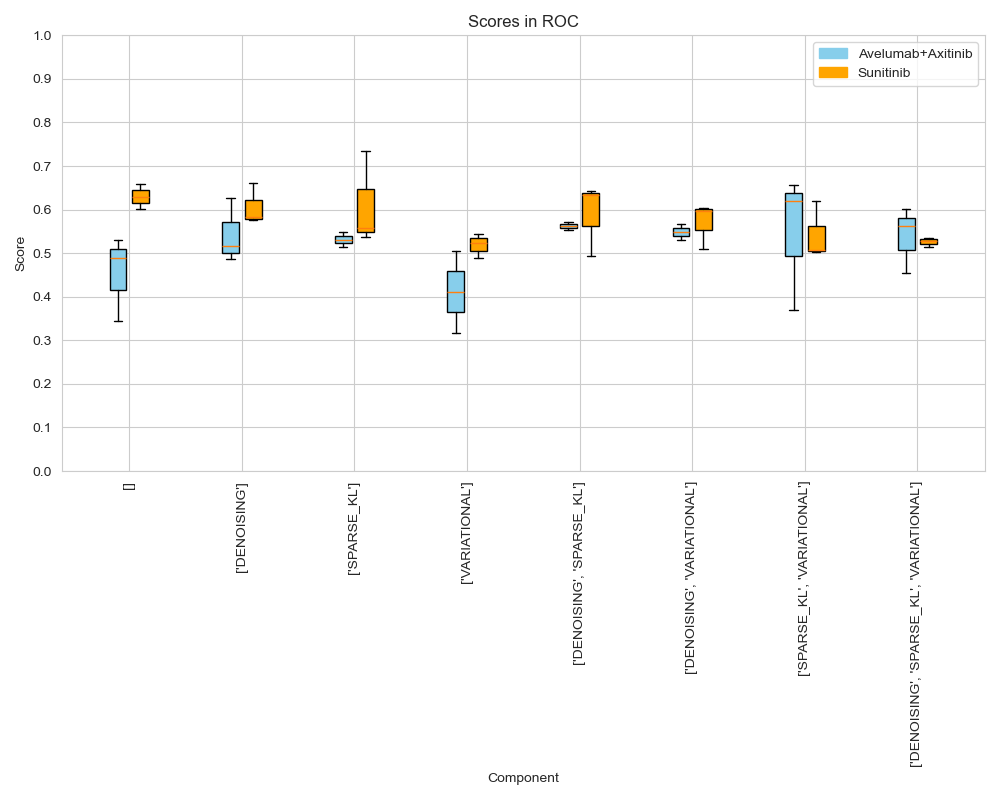 Scores in ROC
1.0
0.9
0.8
0.7
0.6
0.5
0.4
0.3
0.2
0.1
0.0
Score
Avelumab+Axitinib
Sunitinib
[]
['DENOISING']
['SPARSE_KL']
['VARIATIONAL']
['DENOISING', 'SPARSE_KL']
['DENOISING', 'VARIATIONAL']
['SPARSE_KL', 'VARIATIONAL']
['DENOISING', 'SPARSE_KL', 'VARIATIONAL']
Component